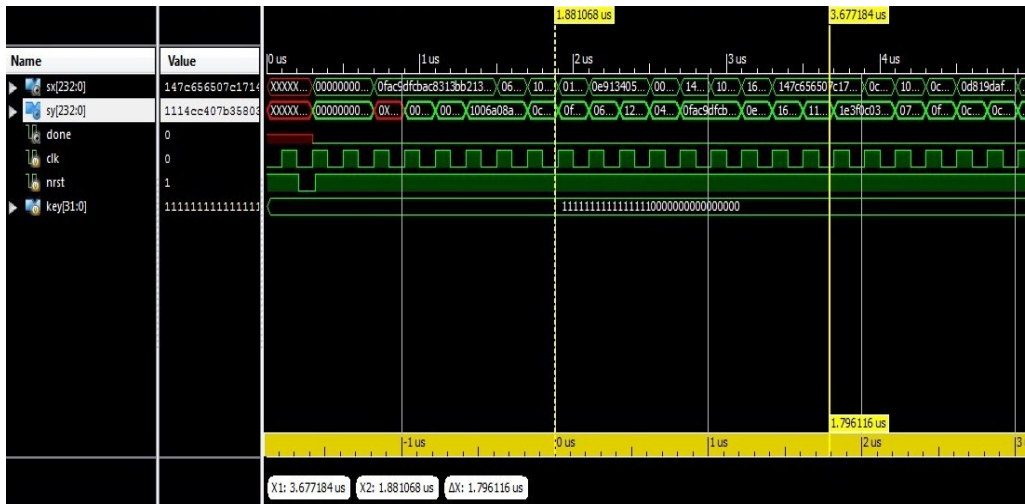 1.881068 us 3.677184 us
Name Value 0 us 1 us 2 us 3 us 4 us
sx[232:0] 147c656507c1714 XXXXX... 00000000... 0fac9dfcbac8313bb213... 06... 10... 01... 0e913405... 00... 14... 10... 16... 147c656507c17... 0c... 10... 0c... 0d819daf...
sy[232:0] 1114cc407b35803 XXXXX... 00000000... 0X... 00... 00... 1006a08a... 0c... 0f... 06... 12... 04... 0fac9dfcb... 0e... 16... 11... 1e3f0c03... 07... 0f... 0c... 0c...
done 0
clk 0
nrst 1
key[31:0] 111111111111111 11111111111111110000000000000000
1.796116 us
-1 us 0 us 1 us 2 us 3
X1: 3.677184 us X2: 1.881068 us ΔX: 1.796116 us